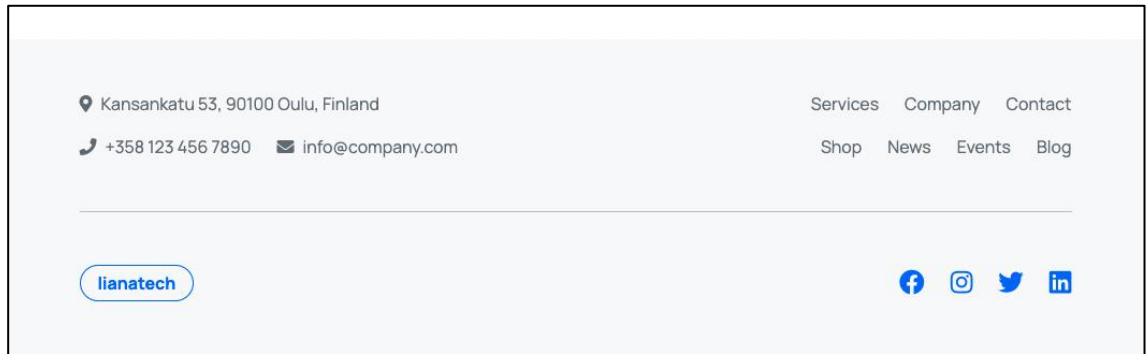 Kansankatu 53, 90100 Oulu, Finland
Services Company Contact
+358 123 456 7890 info@company.com
Shop News Events Blog
lianatech